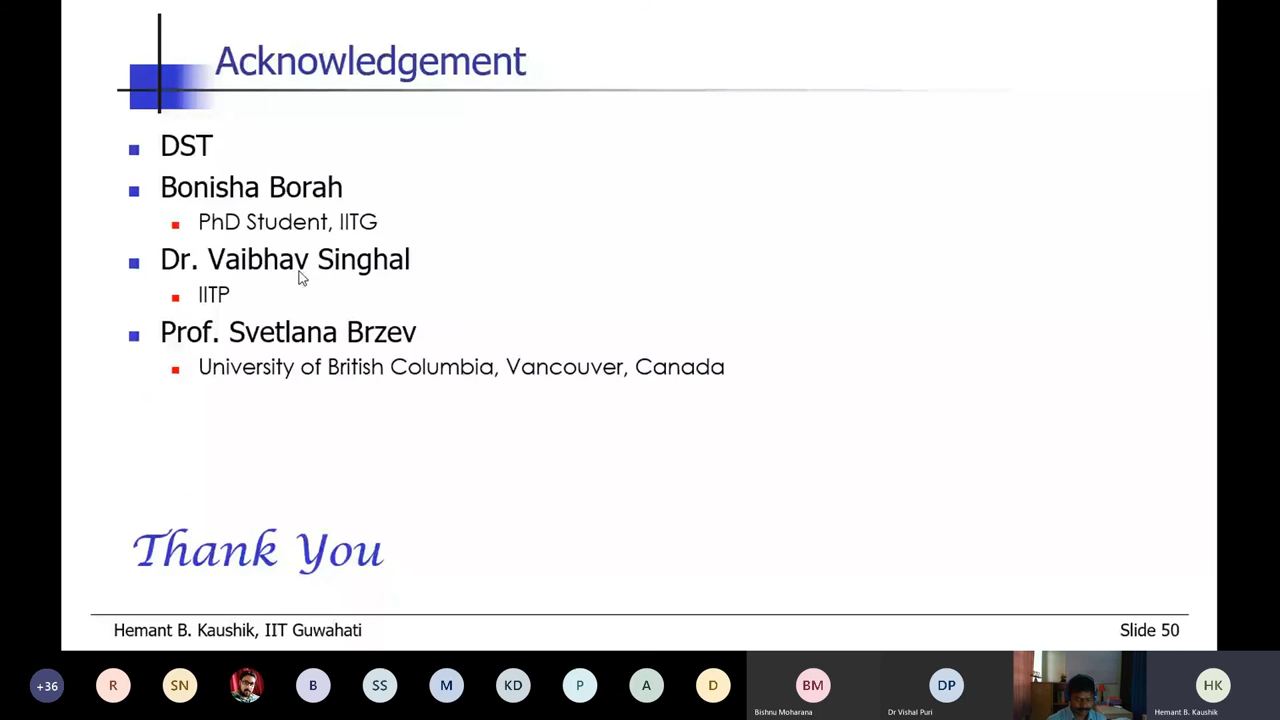 Acknowledgement
DST
Bonisha Borah
PhD Student, IITG
Dr. Vaibhav Singhal
IITP
Prof. Svetlana Brzev
University of British Columbia, Vancouver, Canada
Thank You
Hemant B. Kaushik, IIT Guwahati
Slide 50
+36
R
SN
B
SS
M
KD
P
A
D
BM
DP
HK
Bishnu Moharana
Dr Vishal Puri
Hemant B. Kaushik